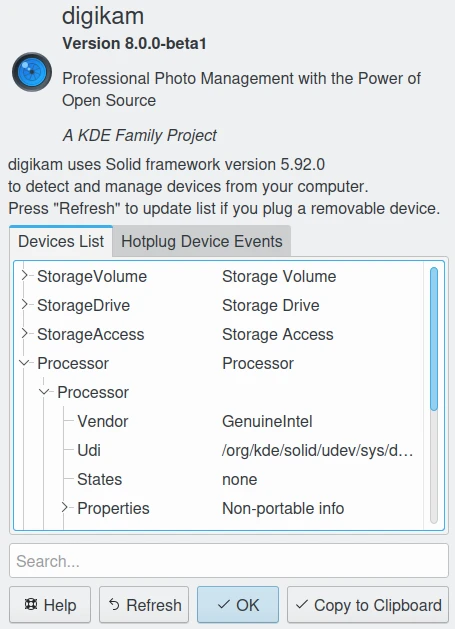 digikam
Version 8.0.0-beta1
Professional Photo Management with the Power of
Open Source
A KDE Family Project
digikam uses Solid framework version 5.92.0
to detect and manage devices from your computer.
Press "Refresh" to update list if you plug a removable device.
Devices List Hotplug Device Events
StorageVolume Storage Volume
StorageDrive Storage Drive
StorageAccess Storage Access
Processor Processor
Processor
Vendor GenuineIntel
Udi /org/kde/solid/udev/sys/d...
States none
Properties Non-portable info
Search...
Help Refresh OK Copy to Clipboard